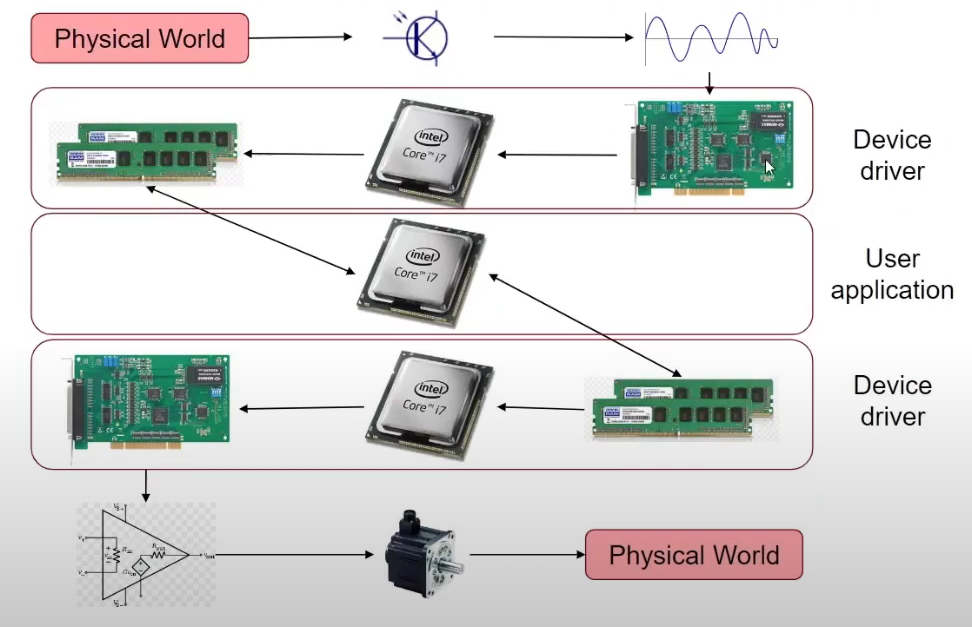 Physical World
intel
Core™ i7
Device
driver
intel
Core™ i7
User
application
intel
Core™ i7
Device
driver
Physical World